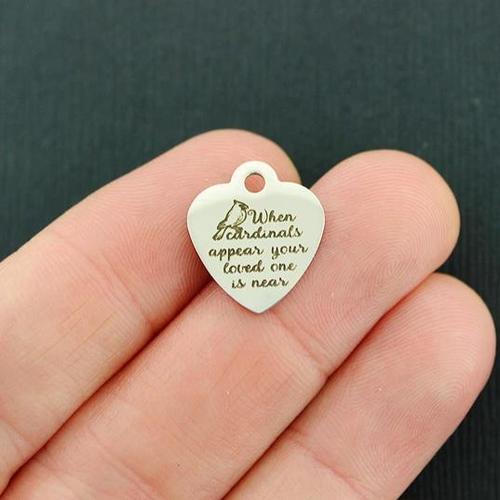 When
cardinals
appear your
loved one
is near